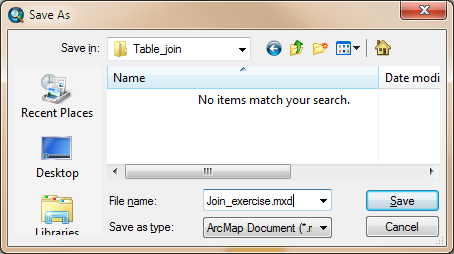 Save As
Save in: Table_join
Name Date modi
No items match your search.
Recent Places
Desktop
Libraries
File name: Join_exercise.mxd Save
Save as type: ArcMap Document (*.m Cancel